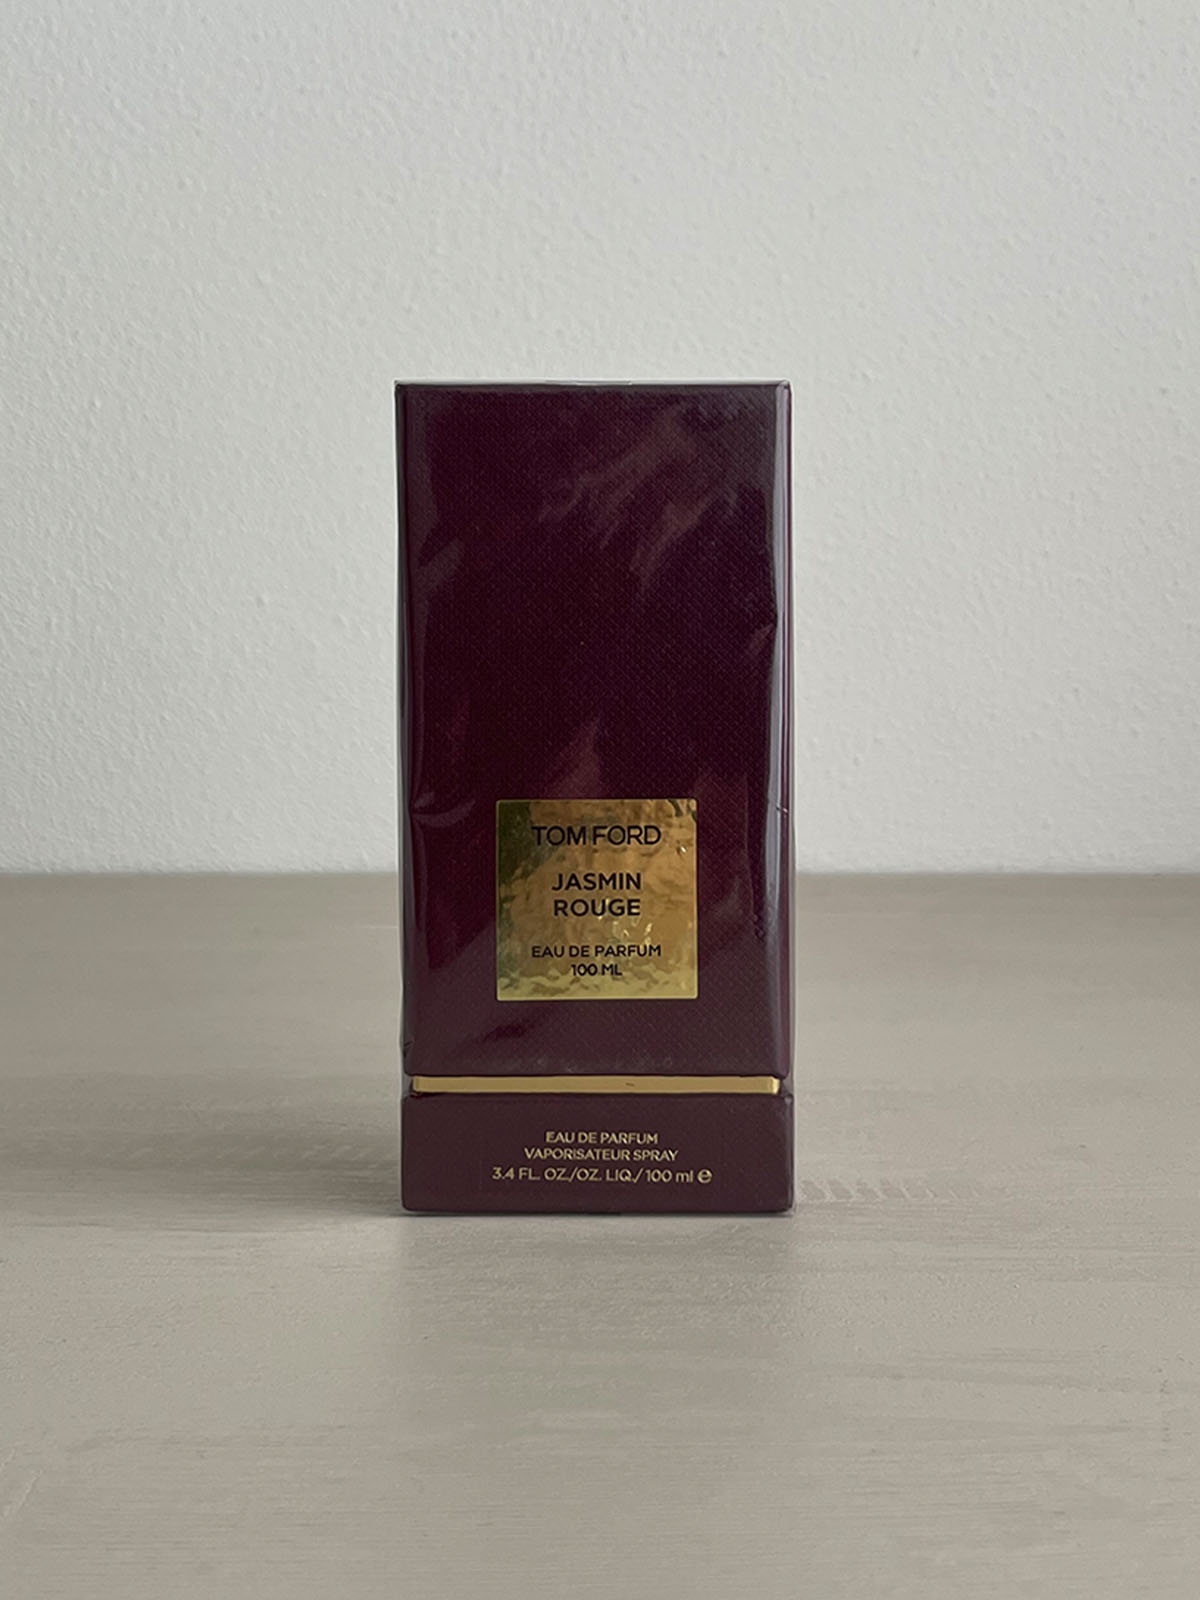 TOM FORD
JASMIN
ROUGE
EAU DE PARFUM
100 ML
EAU DE PARFUM
VAPORISATEUR SPRAY
3.4 FL. OZ./OZ. LIQ./ 100 ml ℮